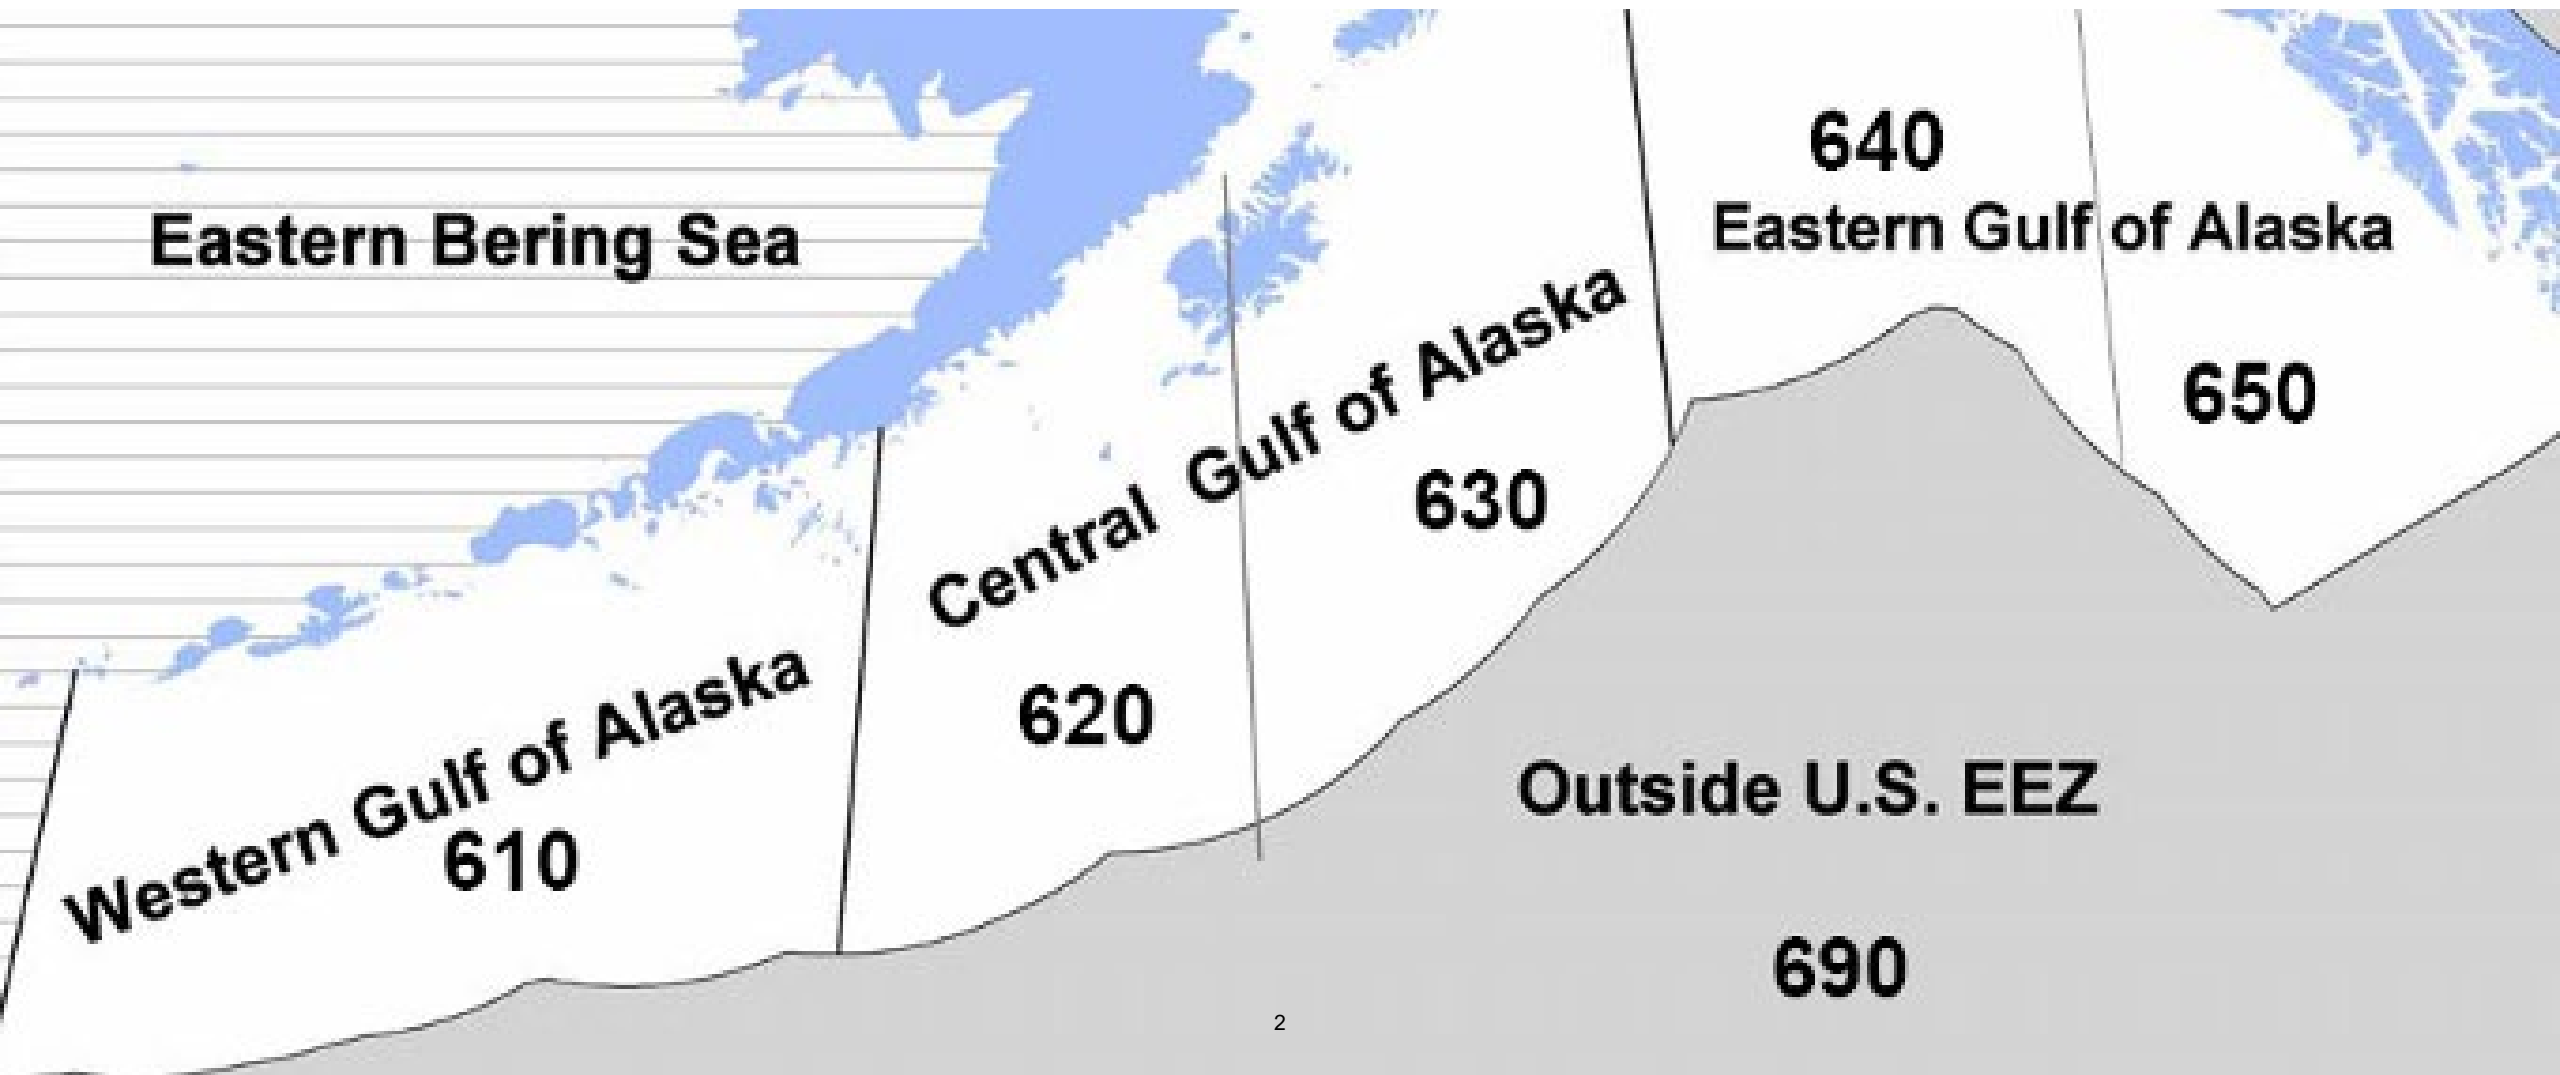 640
Eastern Bering Sea
Eastern Gulf of Alaska
Central Gulf of Alaska
650
630
620
Western Gulf of Alaska
610
Outside U.S. EEZ
690
2